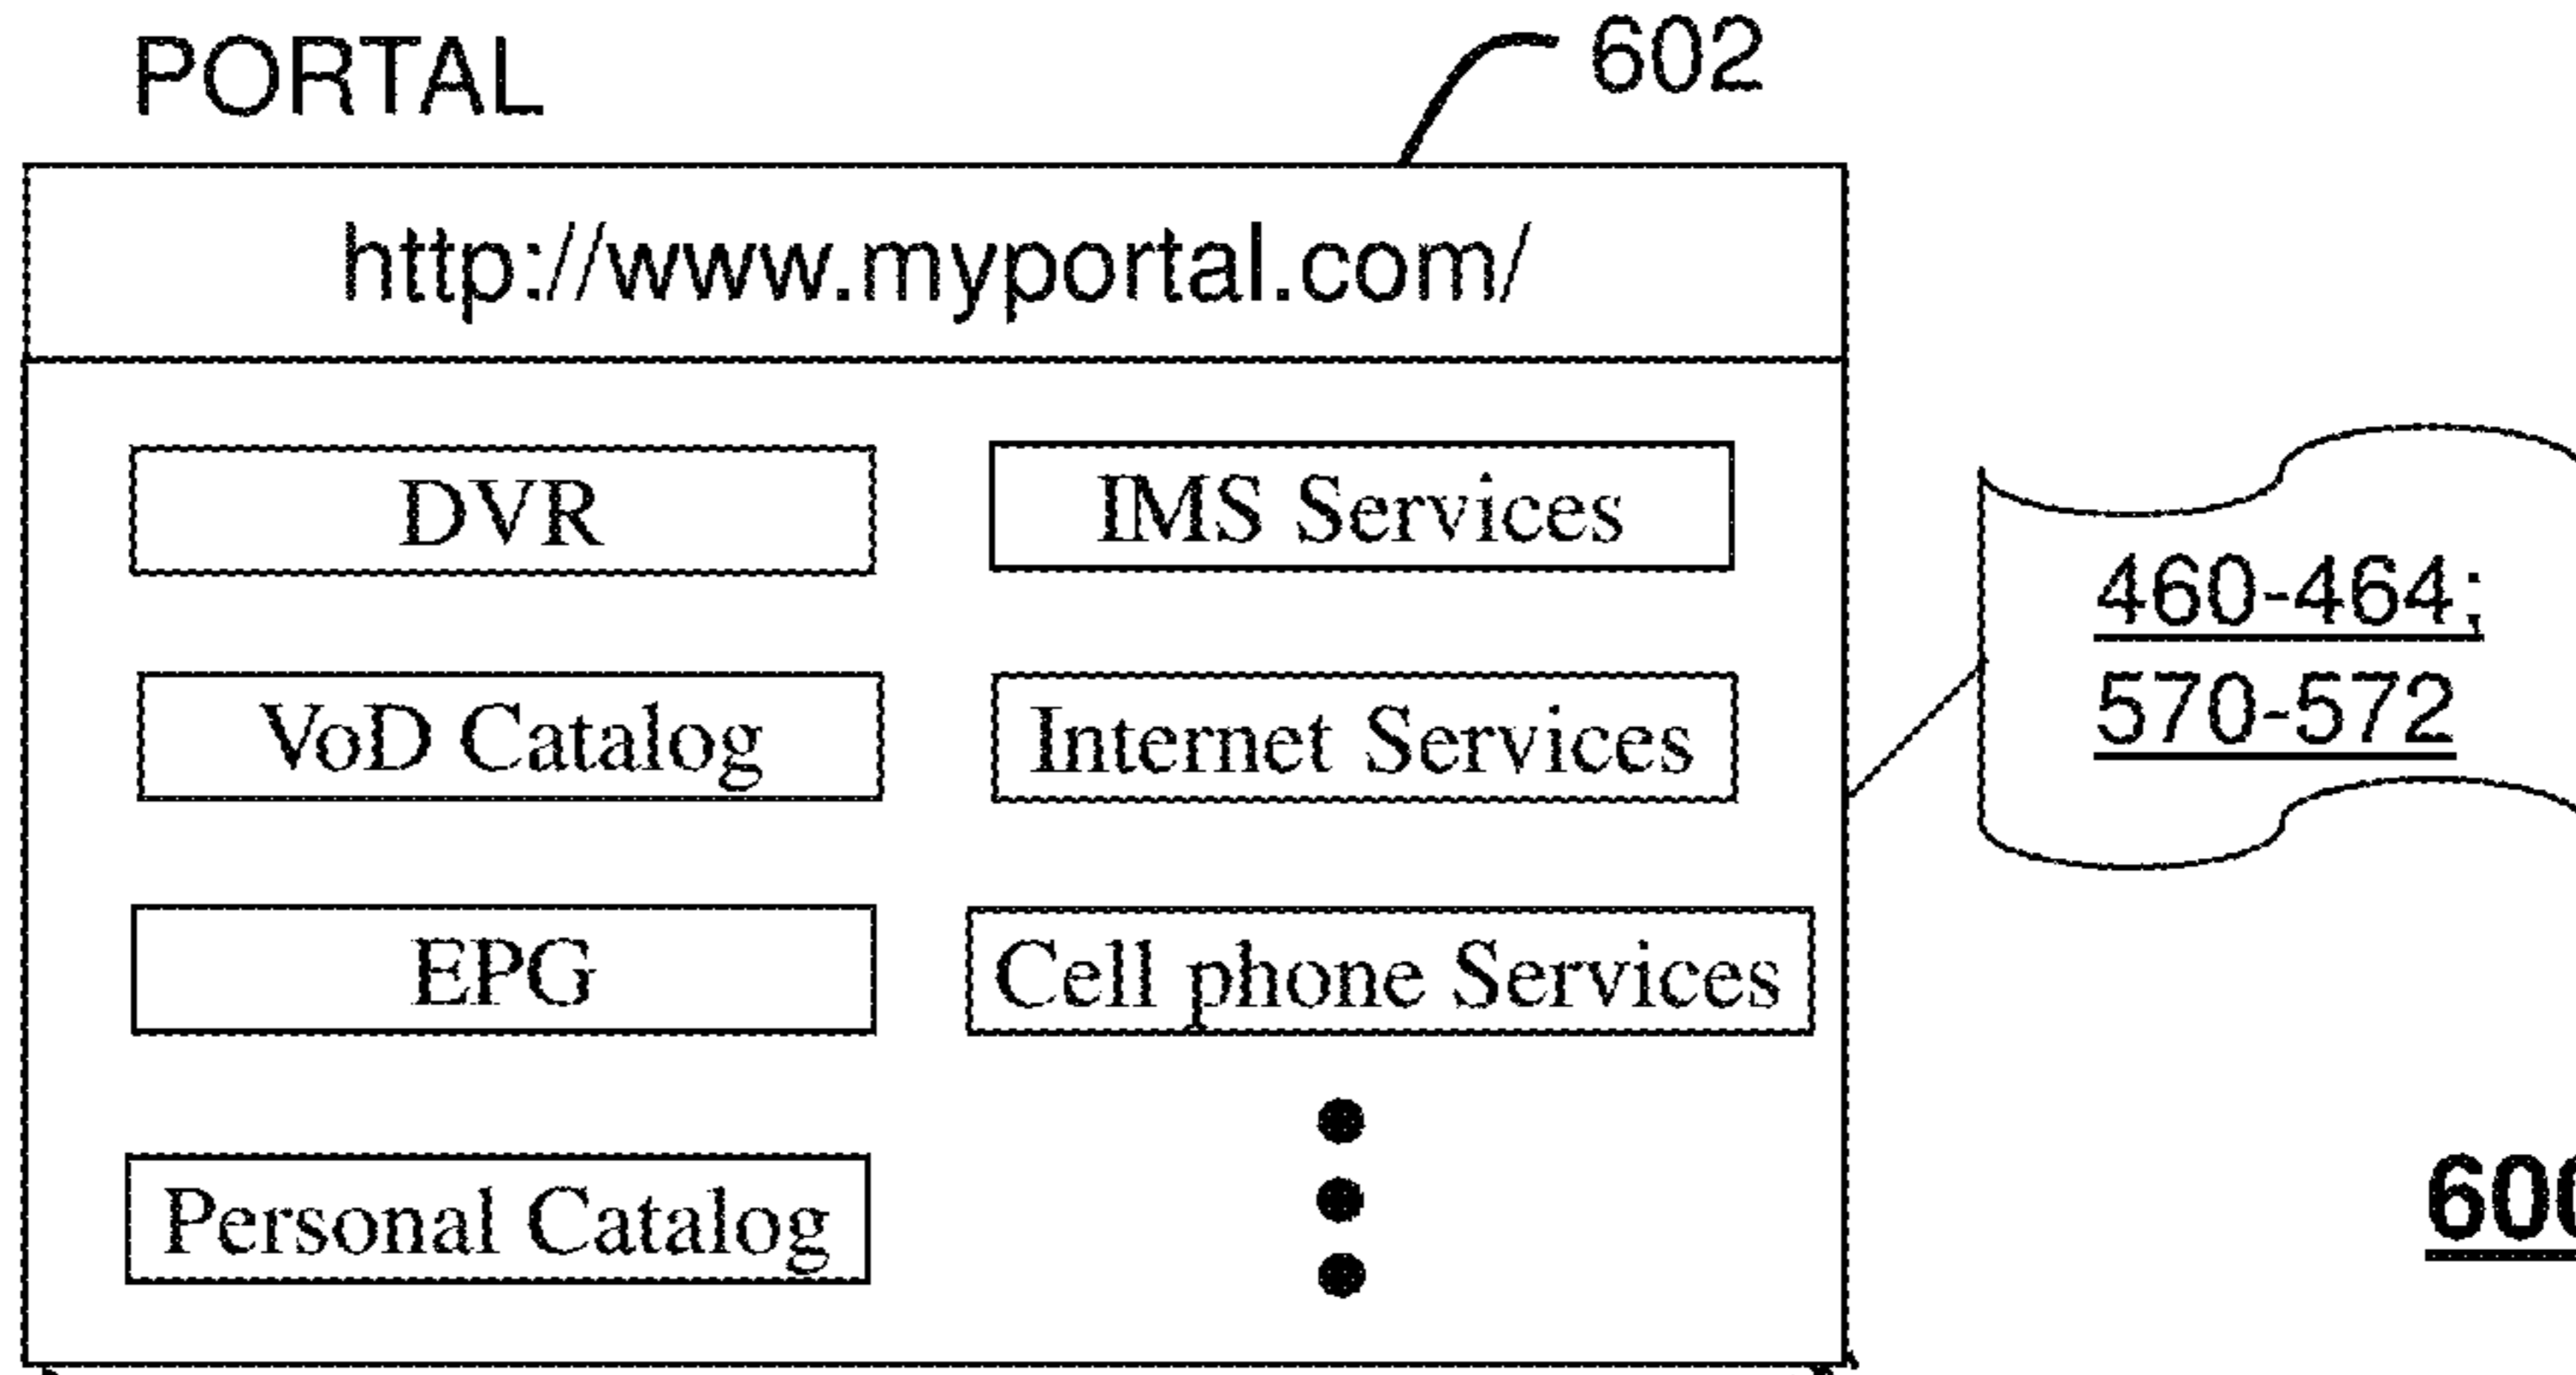 PORTAL
602
http://www.myportal.com/
DVR
IMS Services
VoD Catalog
Internet Services
EPG
Cell phone Services
Personal Catalog
460-464;
570-572